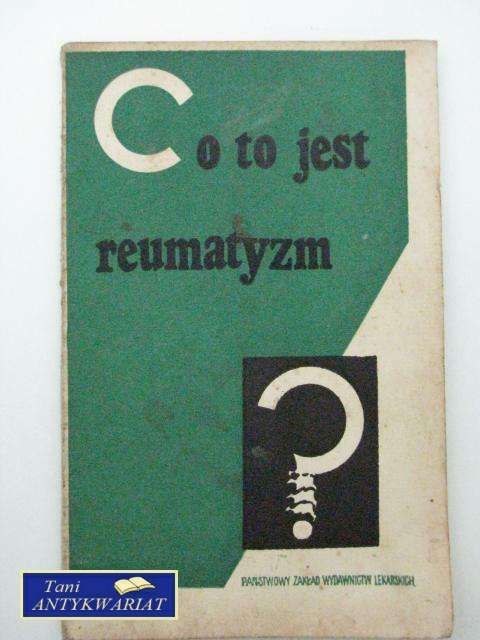 Co to jest
reumatyzm
?
PAŃSTWOWY ZAKŁAD WYDAWNICTW LEKARSKICH
Tani
ANTYKWARIAT